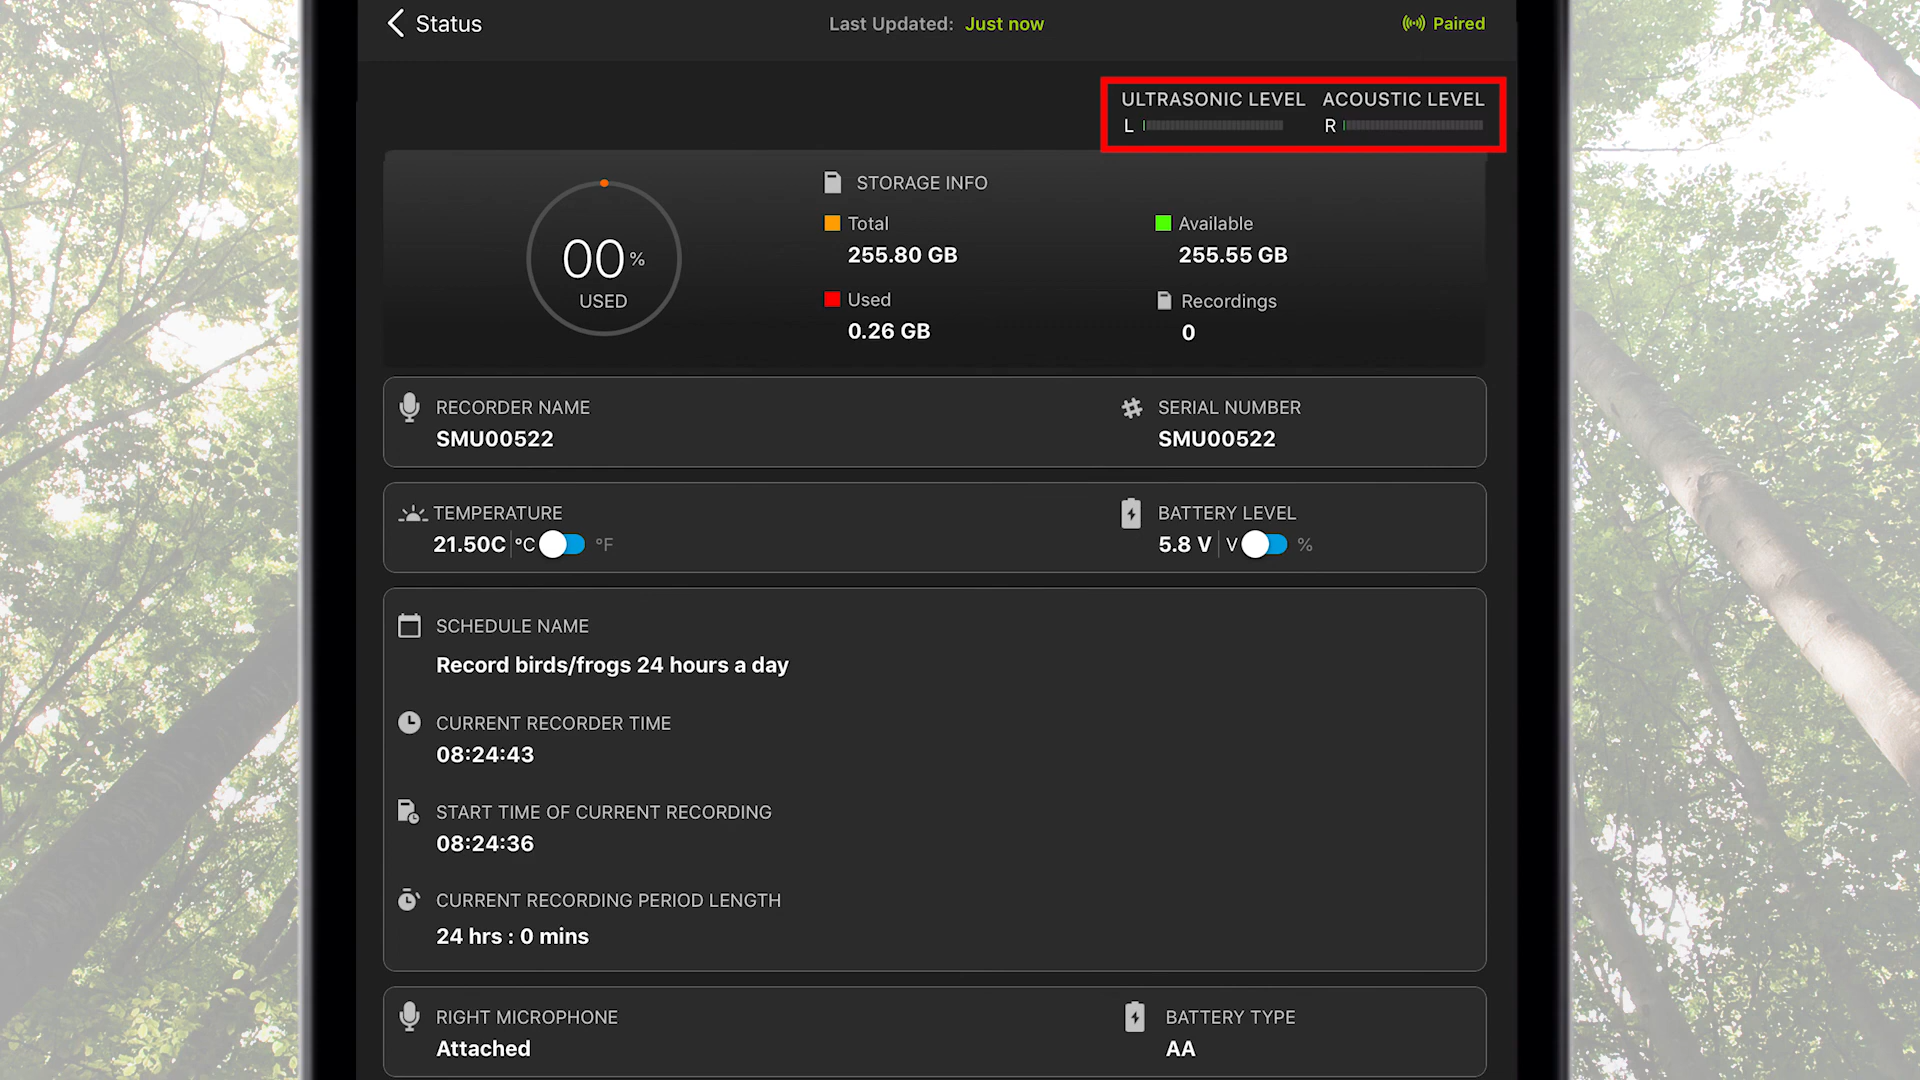 Status
Last Updated: Just now
Paired
ULTRASONIC LEVEL ACOUSTIC LEVEL
L R
STORAGE INFO
Total
255.80 GB
Available
255.55 GB
00%
USED
Used
0.26 GB
Recordings
0
RECORDER NAME
SMU00522
SERIAL NUMBER
SMU00522
TEMPERATURE
21.50C °C °F
BATTERY LEVEL
5.8 V V %
SCHEDULE NAME
Record birds/frogs 24 hours a day
CURRENT RECORDER TIME
08:24:43
START TIME OF CURRENT RECORDING
08:24:36
CURRENT RECORDING PERIOD LENGTH
24 hrs : 0 mins
RIGHT MICROPHONE
Attached
BATTERY TYPE
AA